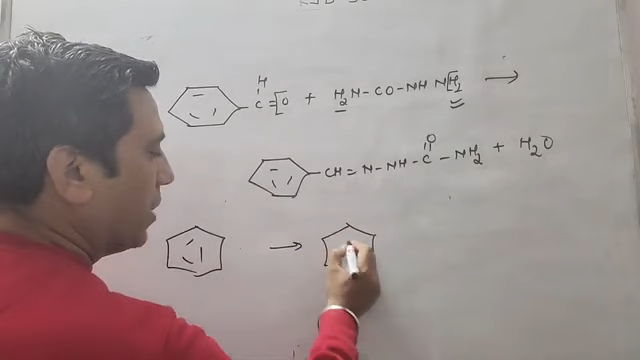 H
C = O + H2N - CO - NH NH2 →
O
CH = N - NH - C - NH2 + H2O
→